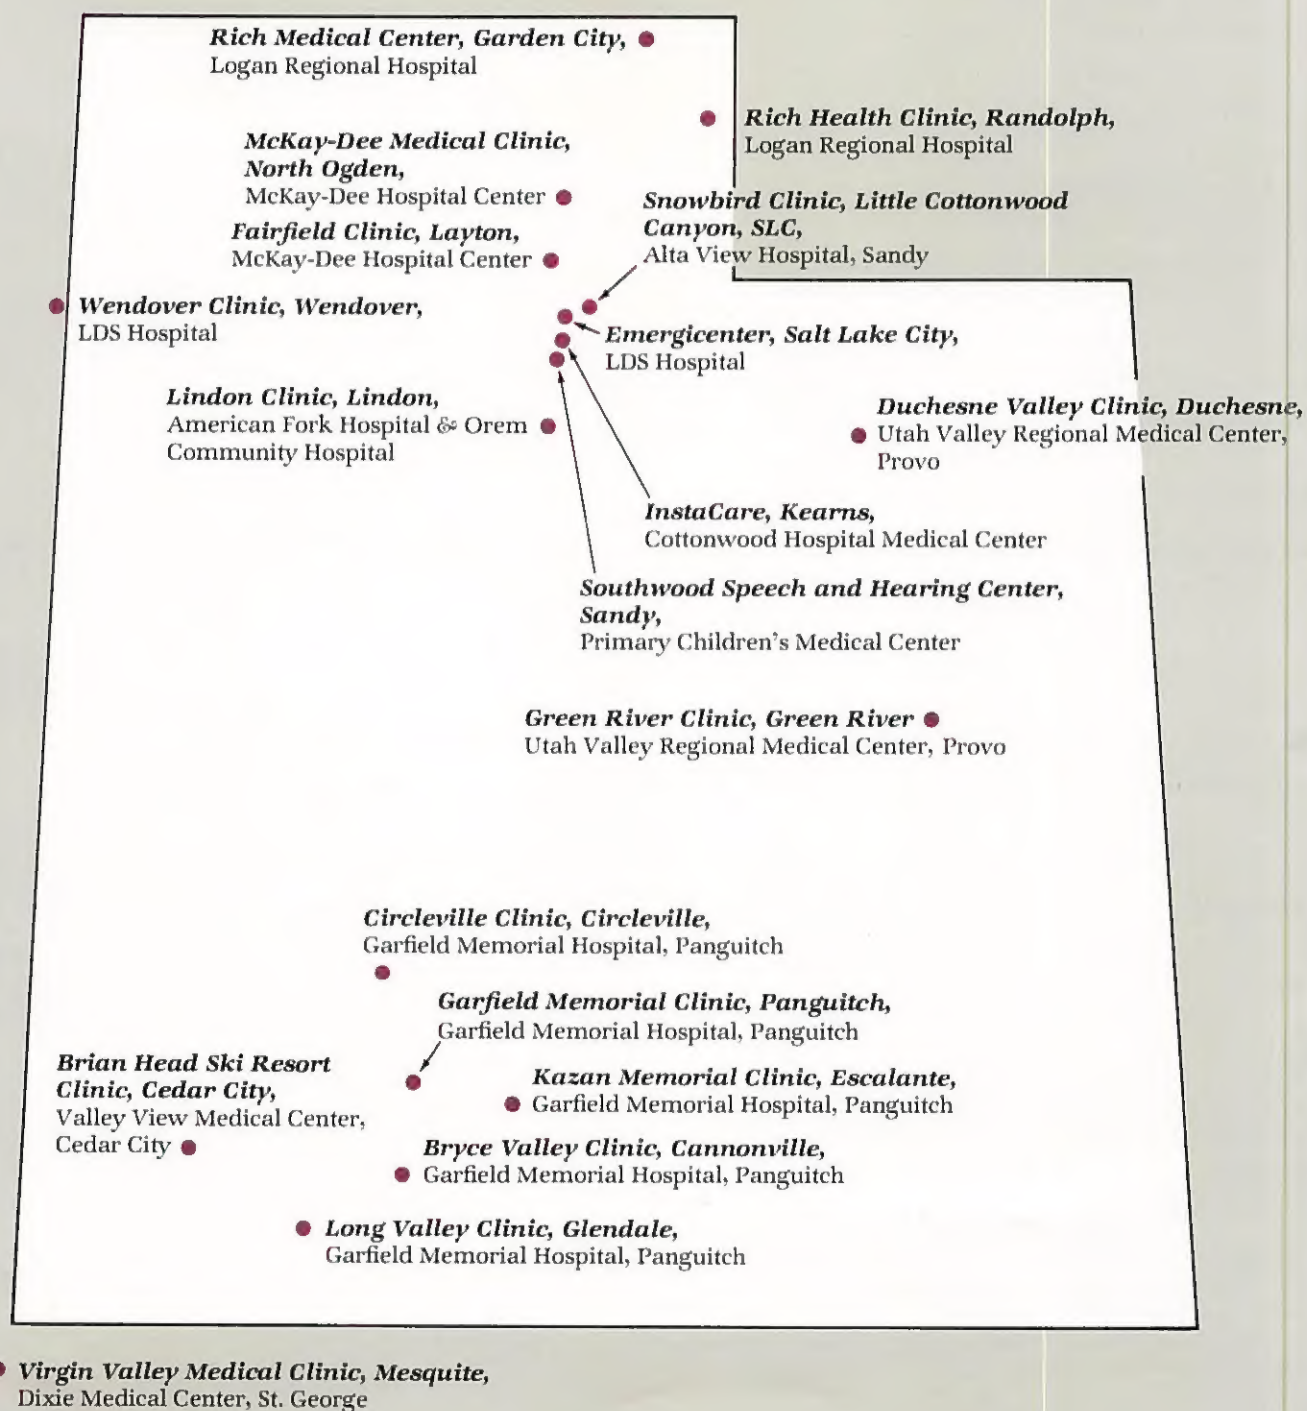 Rich Medical Center, Garden City,
Logan Regional Hospital
Rich Health Clinic, Randolph,
Logan Regional Hospital
McKay-Dee Medical Clinic,
North Ogden,
McKay-Dee Hospital Center
Snowbird Clinic, Little Cottonwood
Canyon, SLC,
Alta View Hospital, Sandy
Fairfield Clinic, Layton,
McKay-Dee Hospital Center
Wendover Clinic, Wendover,
LDS Hospital
Emergicenter, Salt Lake City,
LDS Hospital
Lindon Clinic, Lindon,
American Fork Hospital & Orem
Community Hospital
Duchesne Valley Clinic, Duchesne,
Utah Valley Regional Medical Center,
Provo
InstaCare, Kearns,
Cottonwood Hospital Medical Center
Southwood Speech and Hearing Center,
Sandy,
Primary Children's Medical Center
Green River Clinic, Green River
Utah Valley Regional Medical Center, Provo
Circleville Clinic, Circleville,
Garfield Memorial Hospital, Panguitch
Garfield Memorial Clinic, Panguitch,
Garfield Memorial Hospital, Panguitch
Brian Head Ski Resort
Clinic, Cedar City,
Valley View Medical Center,
Cedar City
Kazan Memorial Clinic, Escalante,
Garfield Memorial Hospital, Panguitch
Bryce Valley Clinic, Cannonville,
Garfield Memorial Hospital, Panguitch
Long Valley Clinic, Glendale,
Garfield Memorial Hospital, Panguitch
Virgin Valley Medical Clinic, Mesquite,
Dixie Medical Center, St. George